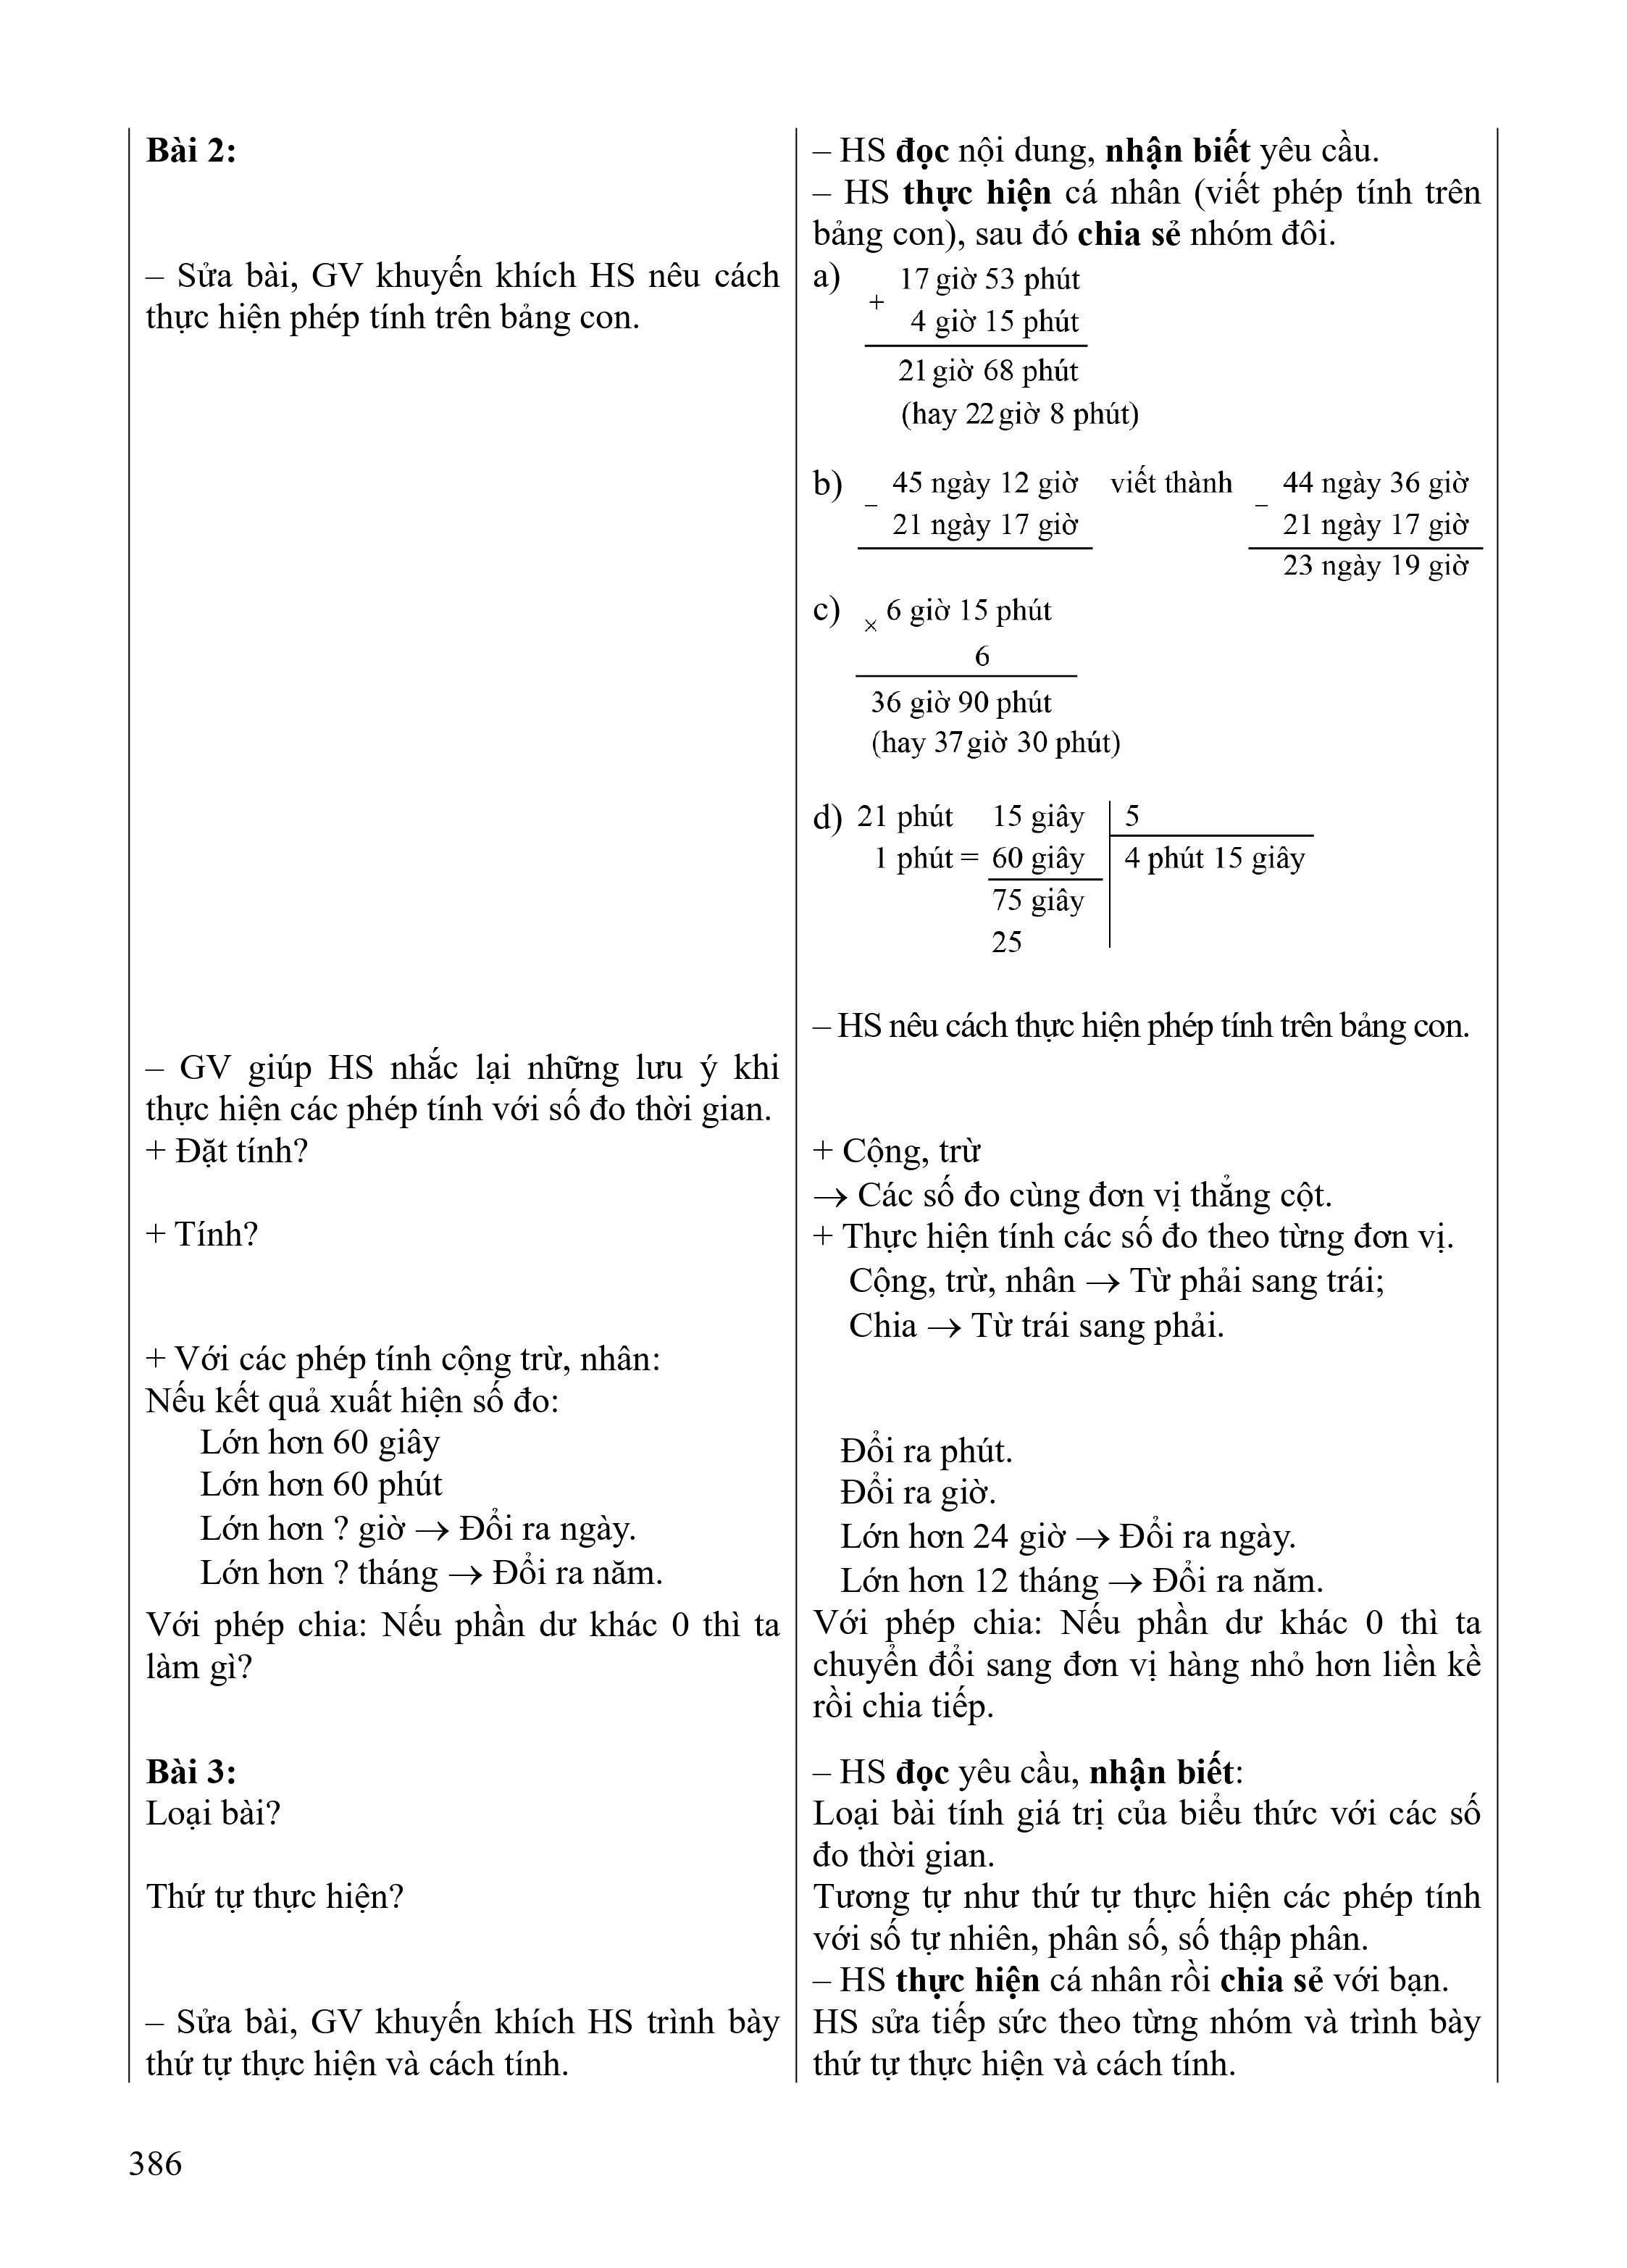 Bài 2:
– HS đọc nội dung, nhận biết yêu cầu.
– HS thực hiện cá nhân (viết phép tính trên
bảng con), sau đó chia sẻ nhóm đôi.
– Sửa bài, GV khuyến khích HS nêu cách
thực hiện phép tính trên bảng con.
a) 17 giờ 53 phút
+
4 giờ 15 phút
21 giờ 68 phút
(hay 22 giờ 8 phút)
b) 45 ngày 12 giờ viết thành 44 ngày 36 giờ
– –
21 ngày 17 giờ 21 ngày 17 giờ
23 ngày 19 giờ
c) × 6 giờ 15 phút
6
36 giờ 90 phút
(hay 37 giờ 30 phút)
d) 21 phút 15 giây 5
1 phút = 60 giây 4 phút 15 giây
75 giây
25
– HS nêu cách thực hiện phép tính trên bảng con.
– GV giúp HS nhắc lại những lưu ý khi
thực hiện các phép tính với số đo thời gian.
+ Đặt tính?
+ Cộng, trừ
→ Các số đo cùng đơn vị thẳng cột.
+ Tính?
+ Thực hiện tính các số đo theo từng đơn vị.
Cộng, trừ, nhân → Từ phải sang trái;
Chia → Từ trái sang phải.
+ Với các phép tính cộng trừ, nhân:
Nếu kết quả xuất hiện số đo:
Lớn hơn 60 giây
Lớn hơn 60 phút
Lớn hơn ? giờ → Đổi ra ngày.
Lớn hơn ? tháng → Đổi ra năm.
Đổi ra phút.
Đổi ra giờ.
Lớn hơn 24 giờ → Đổi ra ngày.
Lớn hơn 12 tháng → Đổi ra năm.
Với phép chia: Nếu phần dư khác 0 thì ta
làm gì?
Với phép chia: Nếu phần dư khác 0 thì ta
chuyển đổi sang đơn vị hàng nhỏ hơn liền kề
rồi chia tiếp.
Bài 3:
– HS đọc yêu cầu, nhận biết:
Loại bài?
Loại bài tính giá trị của biểu thức với các số
đo thời gian.
Thứ tự thực hiện?
Tương tự như thứ tự thực hiện các phép tính
với số tự nhiên, phân số, số thập phân.
– HS thực hiện cá nhân rồi chia sẻ với bạn.
– Sửa bài, GV khuyến khích HS trình bày
thứ tự thực hiện và cách tính.
HS sửa tiếp sức theo từng nhóm và trình bày
thứ tự thực hiện và cách tính.
386